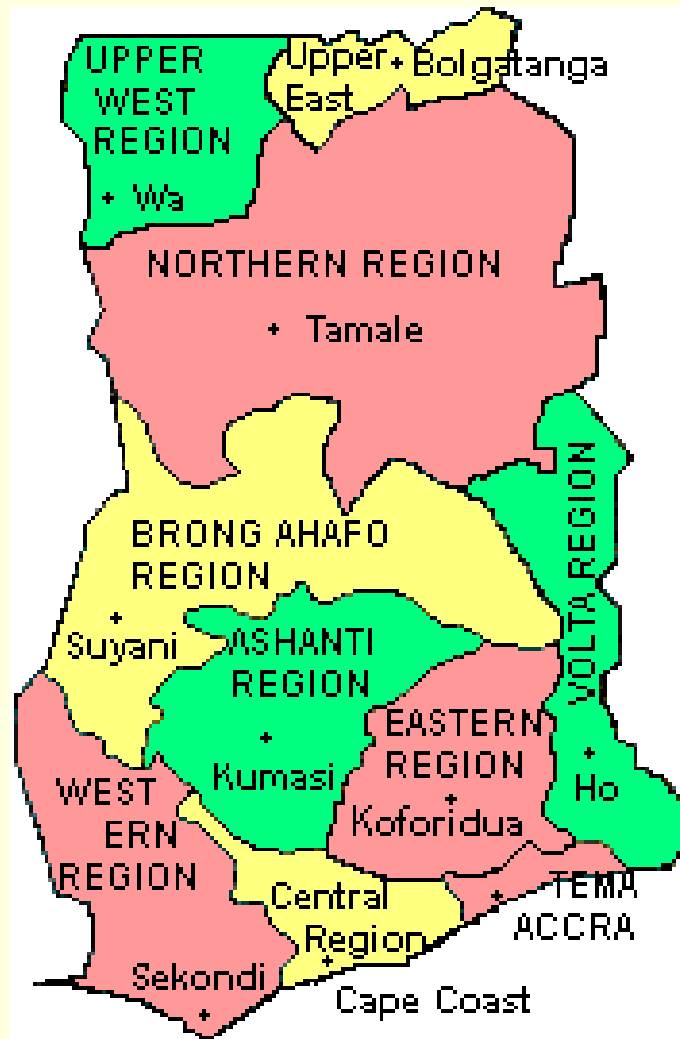 UPPER
WEST
REGION
Wa
Upper
East
Bolgatanga
NORTHERN REGION
Tamale
BRONG AHAFO
REGION
Suyani
VOLTA REGION
Ho
ASHANTI
REGION
Kumasi
EASTERN
REGION
Koforidua
WEST
ERN
REGION
Sekondi
Central
Region
Cape Coast
TEMA
ACCRA